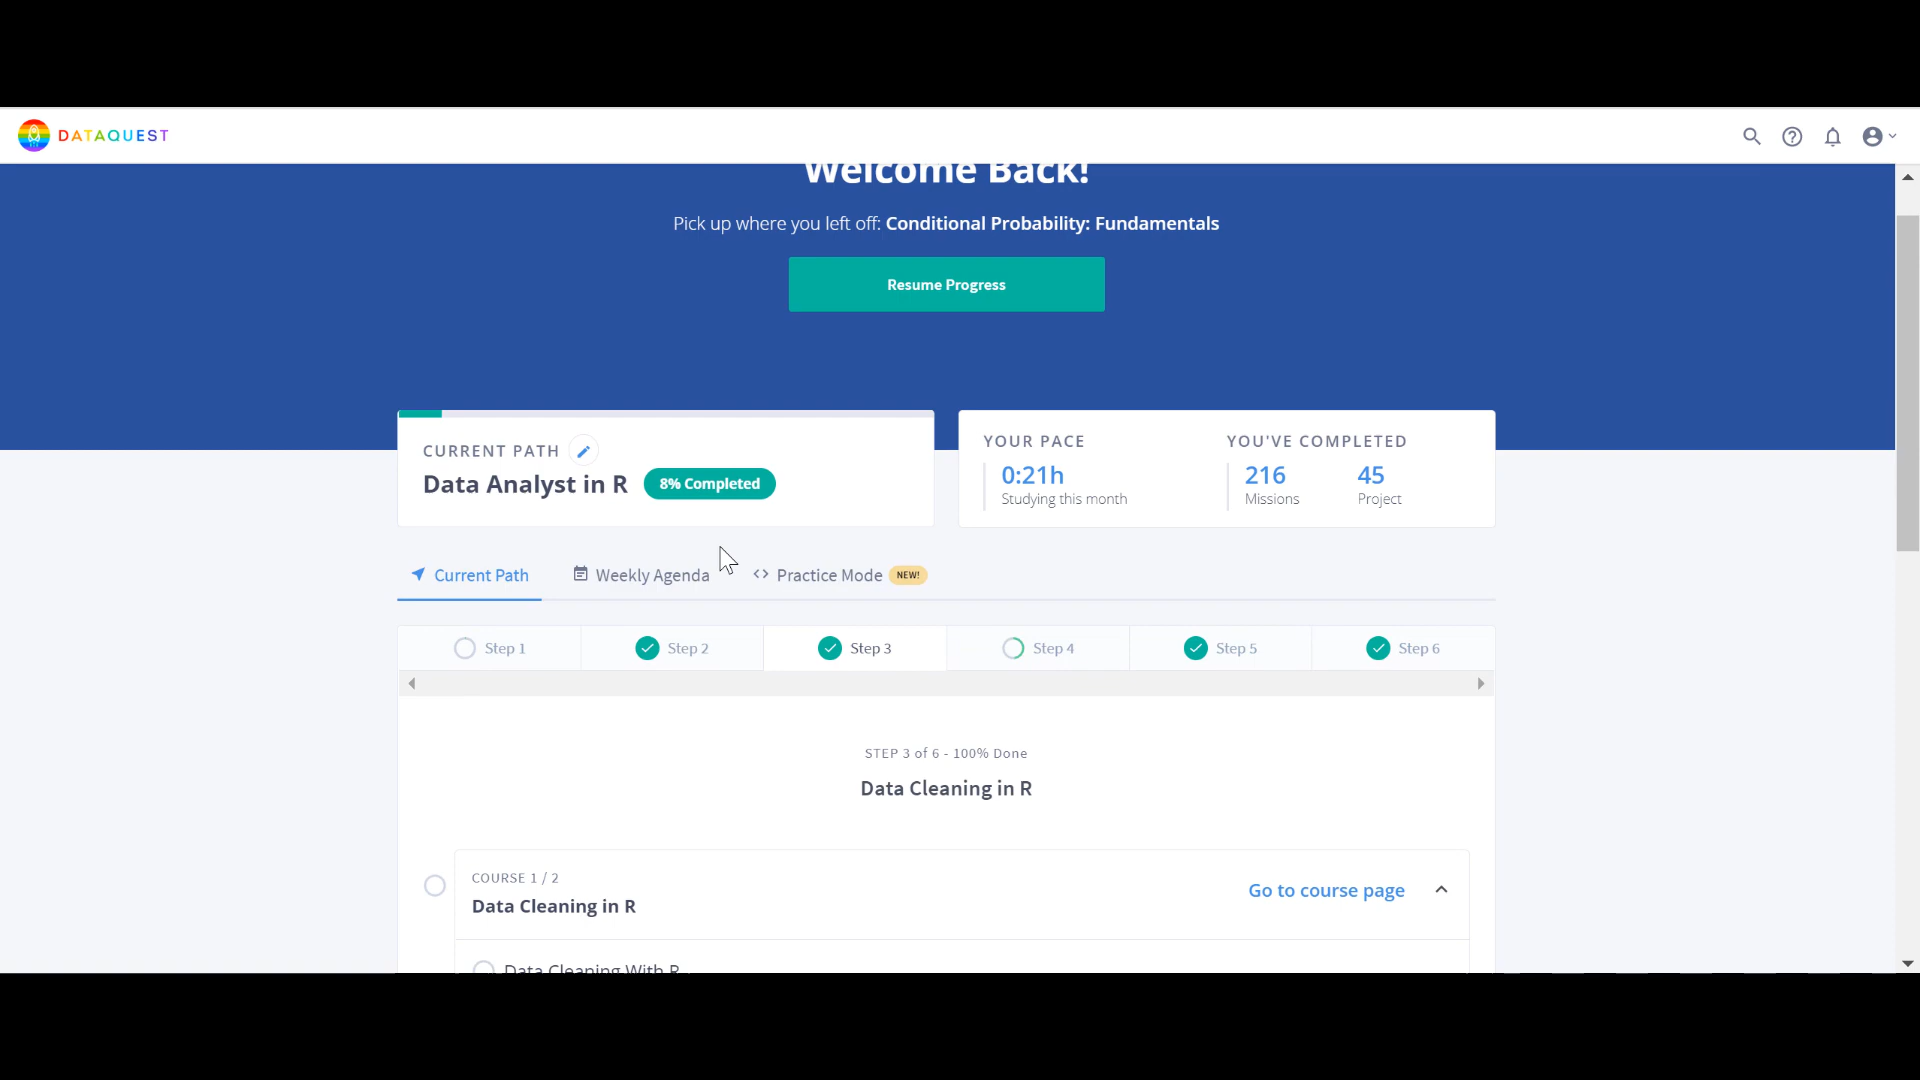 DATAQUEST
Welcome Back!
Pick up where you left off: Conditional Probability: Fundamentals
Resume Progress
CURRENT PATH
Data Analyst in R 8% Completed
YOUR PACE
0:21h
Studying this month
YOU'VE COMPLETED
216 45
Missions Project
Current Path Weekly Agenda Practice Mode NEW!
Step 1 Step 2 Step 3 Step 4 Step 5 Step 6
STEP 3 of 6 - 100% Done
Data Cleaning in R
COURSE 1 / 2
Data Cleaning in R
Go to course page
Data Cleaning With R